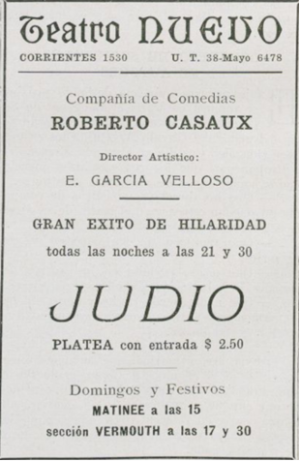 Teatro NUEVO
CORRIENTES 1530 U. T. 38-Mayo 6478
Compañía de Comedias
ROBERTO CASAUX
Director Artístico:
E. GARCIA VELLOSO
GRAN EXITO DE HILARIDAD
todas las noches a las 21 y 30
JUDIO
PLATEA con entrada $ 2.50
Domingos y Festivos
MATINEE a las 15
sección VERMOUTH a las 17 y 30